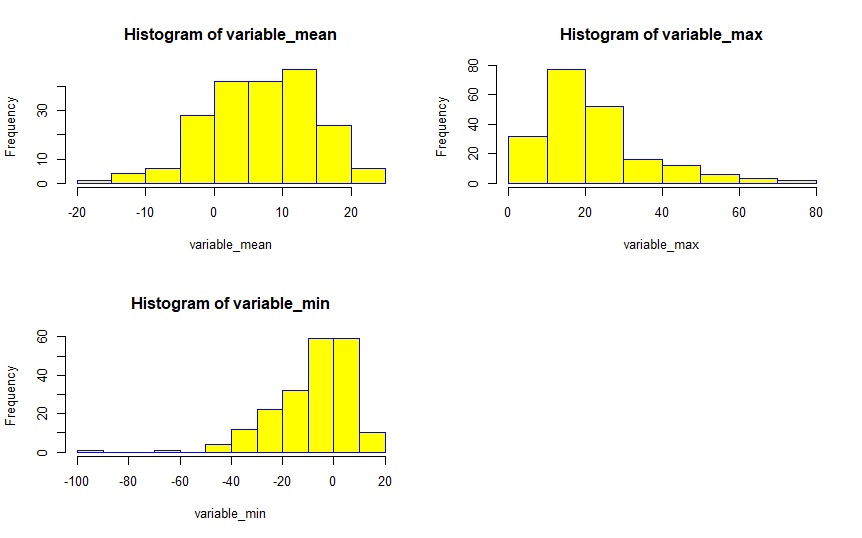 Histogram of variable_mean
Frequency
0 10 30
-20 -10 0 10 20
variable_mean
Histogram of variable_max
Frequency
0 20 40 60 80
0 20 40 60 80
variable_max
Histogram of variable_min
Frequency
0 20 40 60
-100 -80 -60 -40 -20 0 20
variable_min